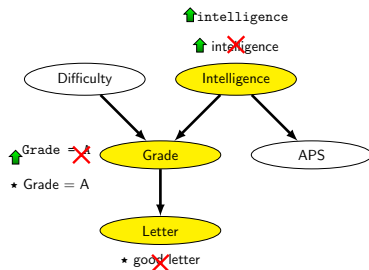 intelligence
intelligence
Difficulty
Intelligence
Grade = A
Grade
APS
⋆ Grade = A
Letter
⋆ good letter